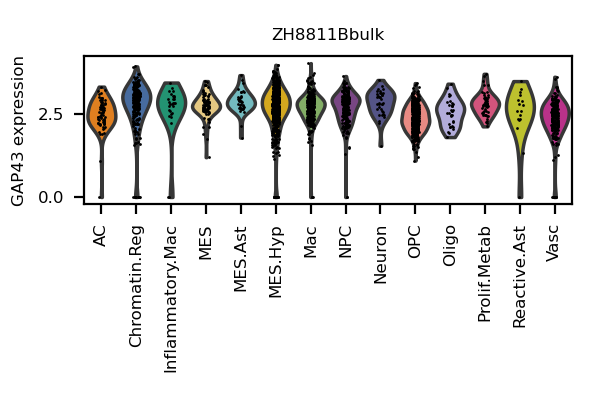 ZH8811Bbulk
GAP43 expression
2.5
0.0
AC
Chromatin.Reg
Inflammatory.Mac
MES
MES.Ast
MES.Hyp
Mac
NPC
Neuron
OPC
Oligo
Prolif.Metab
Reactive.Ast
Vasc